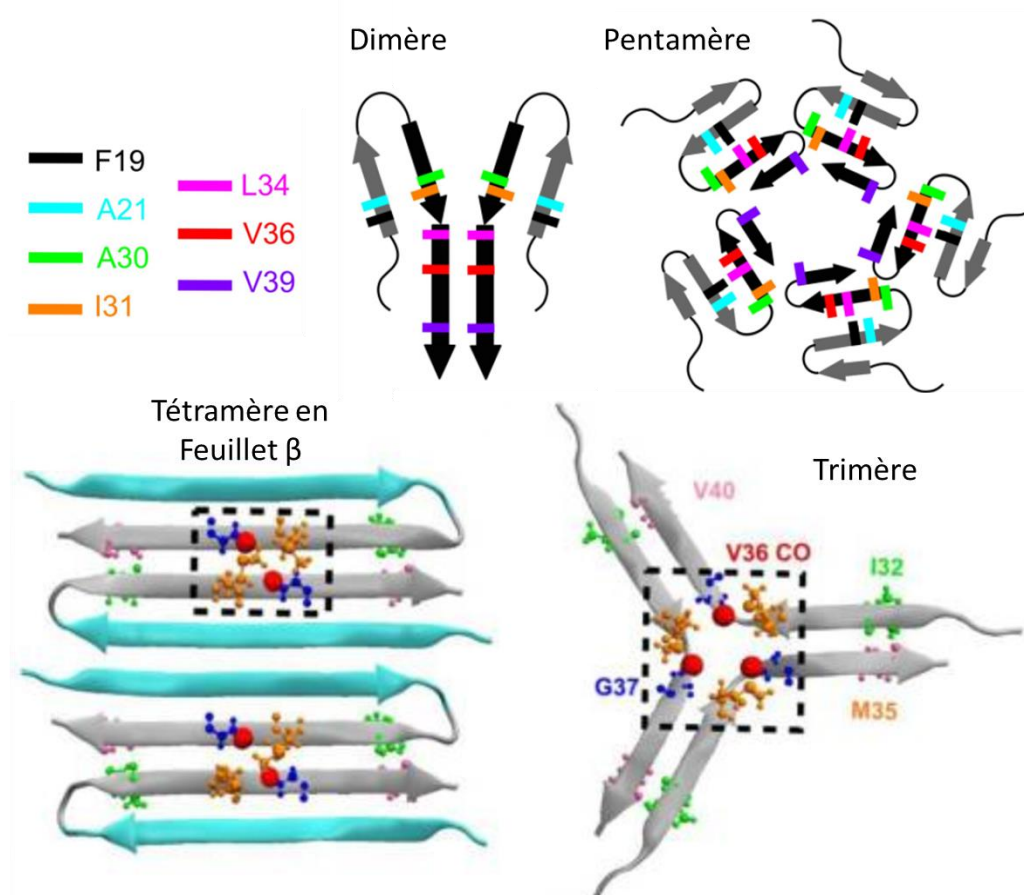 Dimère
Pentamère
F19
A21
A30
I31
L34
V36
V39
Tétramère en
Feuillet β
Trimère
V40
V36 CO
I32
G37
M35